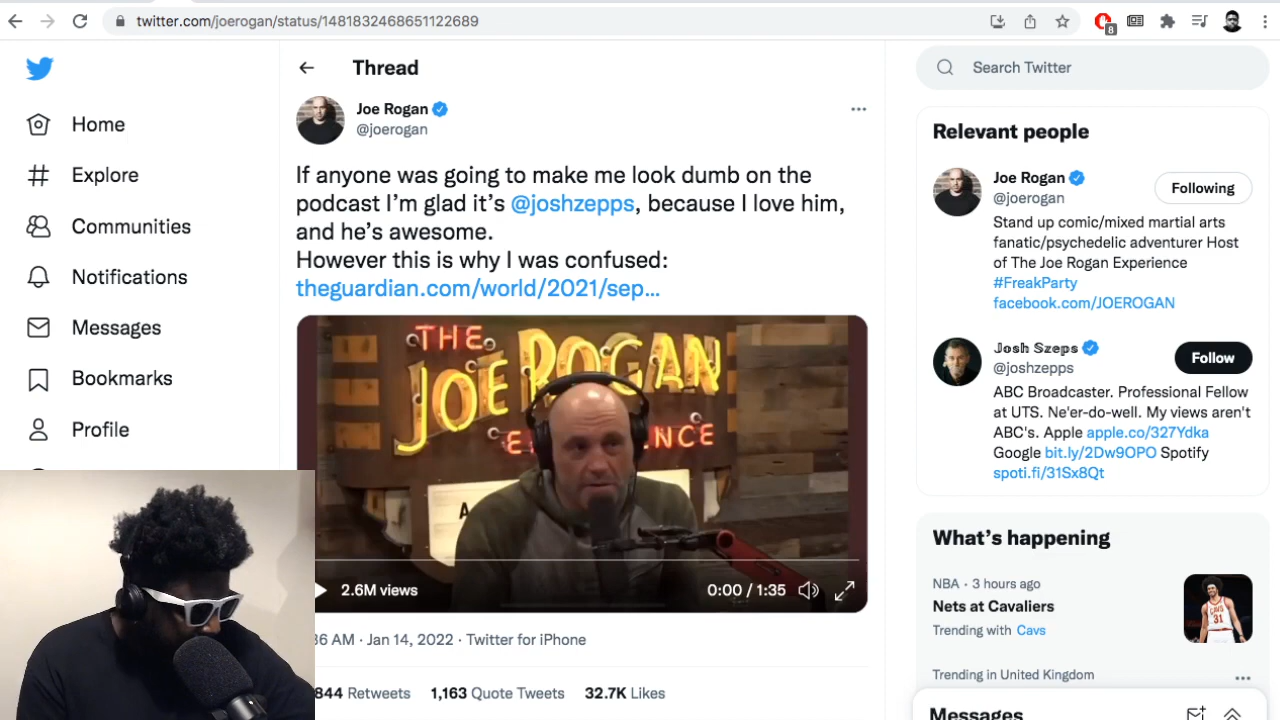 twitter.com/joerogan/status/1481832468651122689
8
Home
Explore
Communities
Notifications
Messages
Bookmarks
Profile
Thread
Joe Rogan
@joerogan
If anyone was going to make me look dumb on the
podcast I’m glad it’s @joshzepps, because I love him,
and he’s awesome.
However this is why I was confused:
theguardian.com/world/2021/sep...
THE
JOE ROGAN
2.6M views
0:00 / 1:35
36 AM · Jan 14, 2022 · Twitter for iPhone
844 Retweets 1,163 Quote Tweets 32.7K Likes
Search Twitter
Relevant people
Joe Rogan
@joerogan
Following
Stand up comic/mixed martial arts
fanatic/psychedelic adventurer Host
of The Joe Rogan Experience
#FreakParty
facebook.com/JOEROGAN
𝕁𝕠𝕤𝕙 𝕊𝕫𝕖𝕡𝕤
@joshzepps
Follow
ABC Broadcaster. Professional Fellow
at UTS. Ne'er-do-well. My views aren't
ABC's. Apple apple.co/327Ydka
Google bit.ly/2Dw9OPO Spotify
spoti.fi/31Sx8Qt
What’s happening
NBA · 3 hours ago
Nets at Cavaliers
Trending with Cavs
Trending in United Kingdom
Messages